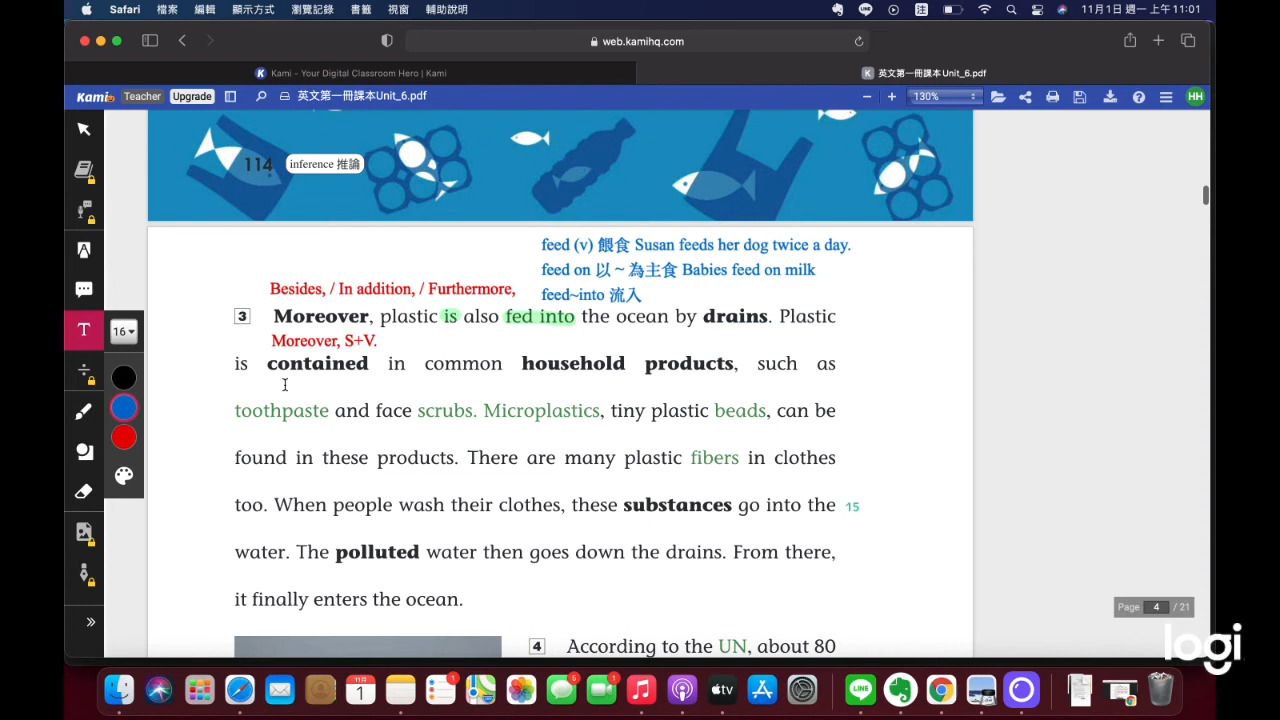 Safari 檔案 編輯 顯示方式 瀏覽記錄 書籤 視窗 輔助說明 注 11月1日 週一 上午11:01
web.kamihq.com
Kami - Your Digital Classroom Hero | Kami
K 英文第一冊課本Unit_6.pdf
Kami Teacher Upgrade 英文第一冊課本Unit_6.pdf 130% HH
114 inference 推論
feed (v) 餵食 Susan feeds her dog twice a day.
feed on 以 ~ 為主食 Babies feed on milk
Besides, / In addition, / Furthermore,
feed~into 流入
3 Moreover, plastic is also fed into the ocean by drains. Plastic
Moreover, S+V.
is contained in common household products, such as
toothpaste and face scrubs. Microplastics, tiny plastic beads, can be
found in these products. There are many plastic fibers in clothes
too. When people wash their clothes, these substances go into the 15
water. The polluted water then goes down the drains. From there,
it finally enters the ocean.
4 According to the UN, about 80
T 16
Page 4 / 21
logi
11月
1
1
5
1
tv